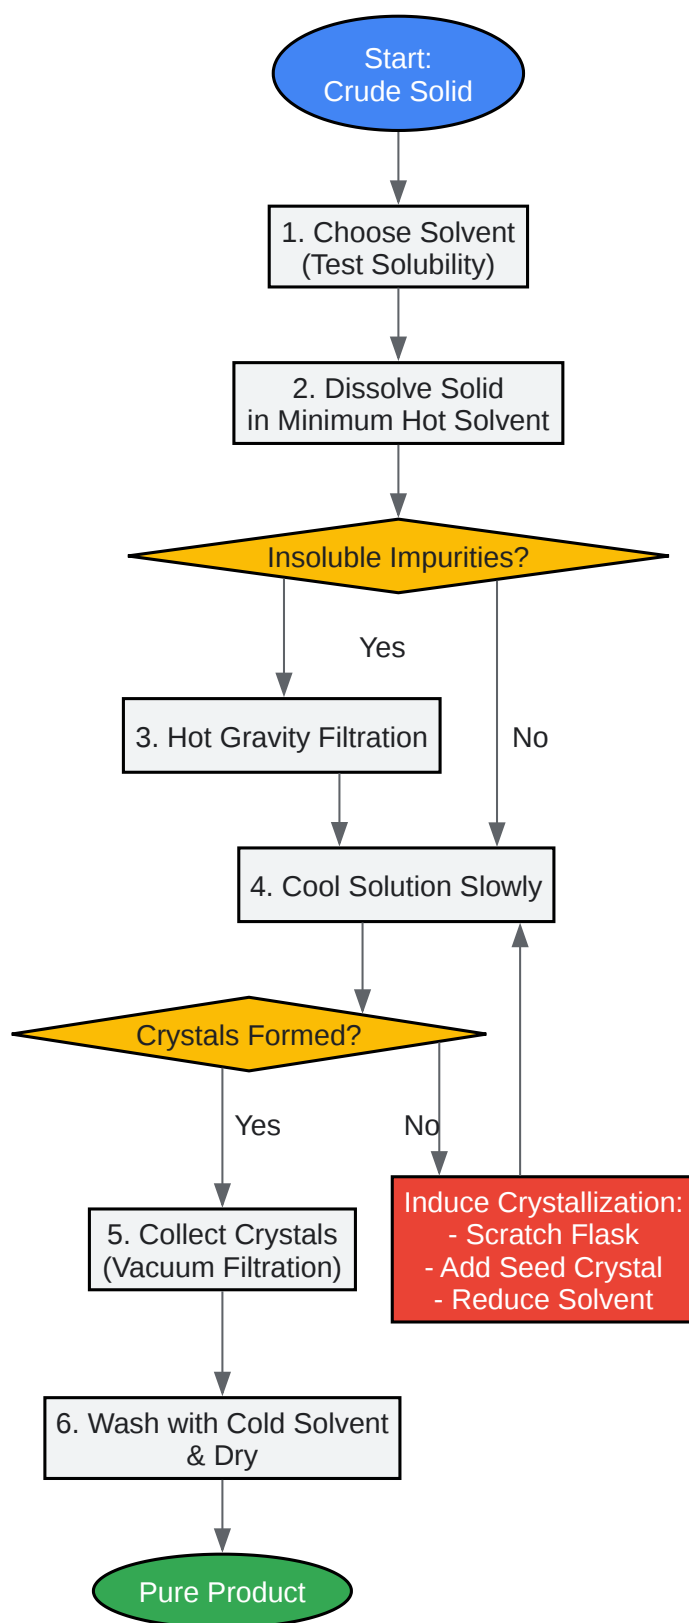 Start:
Crude Solid
1. Choose Solvent
(Test Solubility)
2. Dissolve Solid
in Minimum Hot Solvent
Insoluble Impurities?
Yes
3. Hot Gravity Filtration
No
4. Cool Solution Slowly
Crystals Formed?
Yes
No
Induce Crystallization:
- Scratch Flask
- Add Seed Crystal
- Reduce Solvent
5. Collect Crystals
(Vacuum Filtration)
6. Wash with Cold Solvent
& Dry
Pure Product